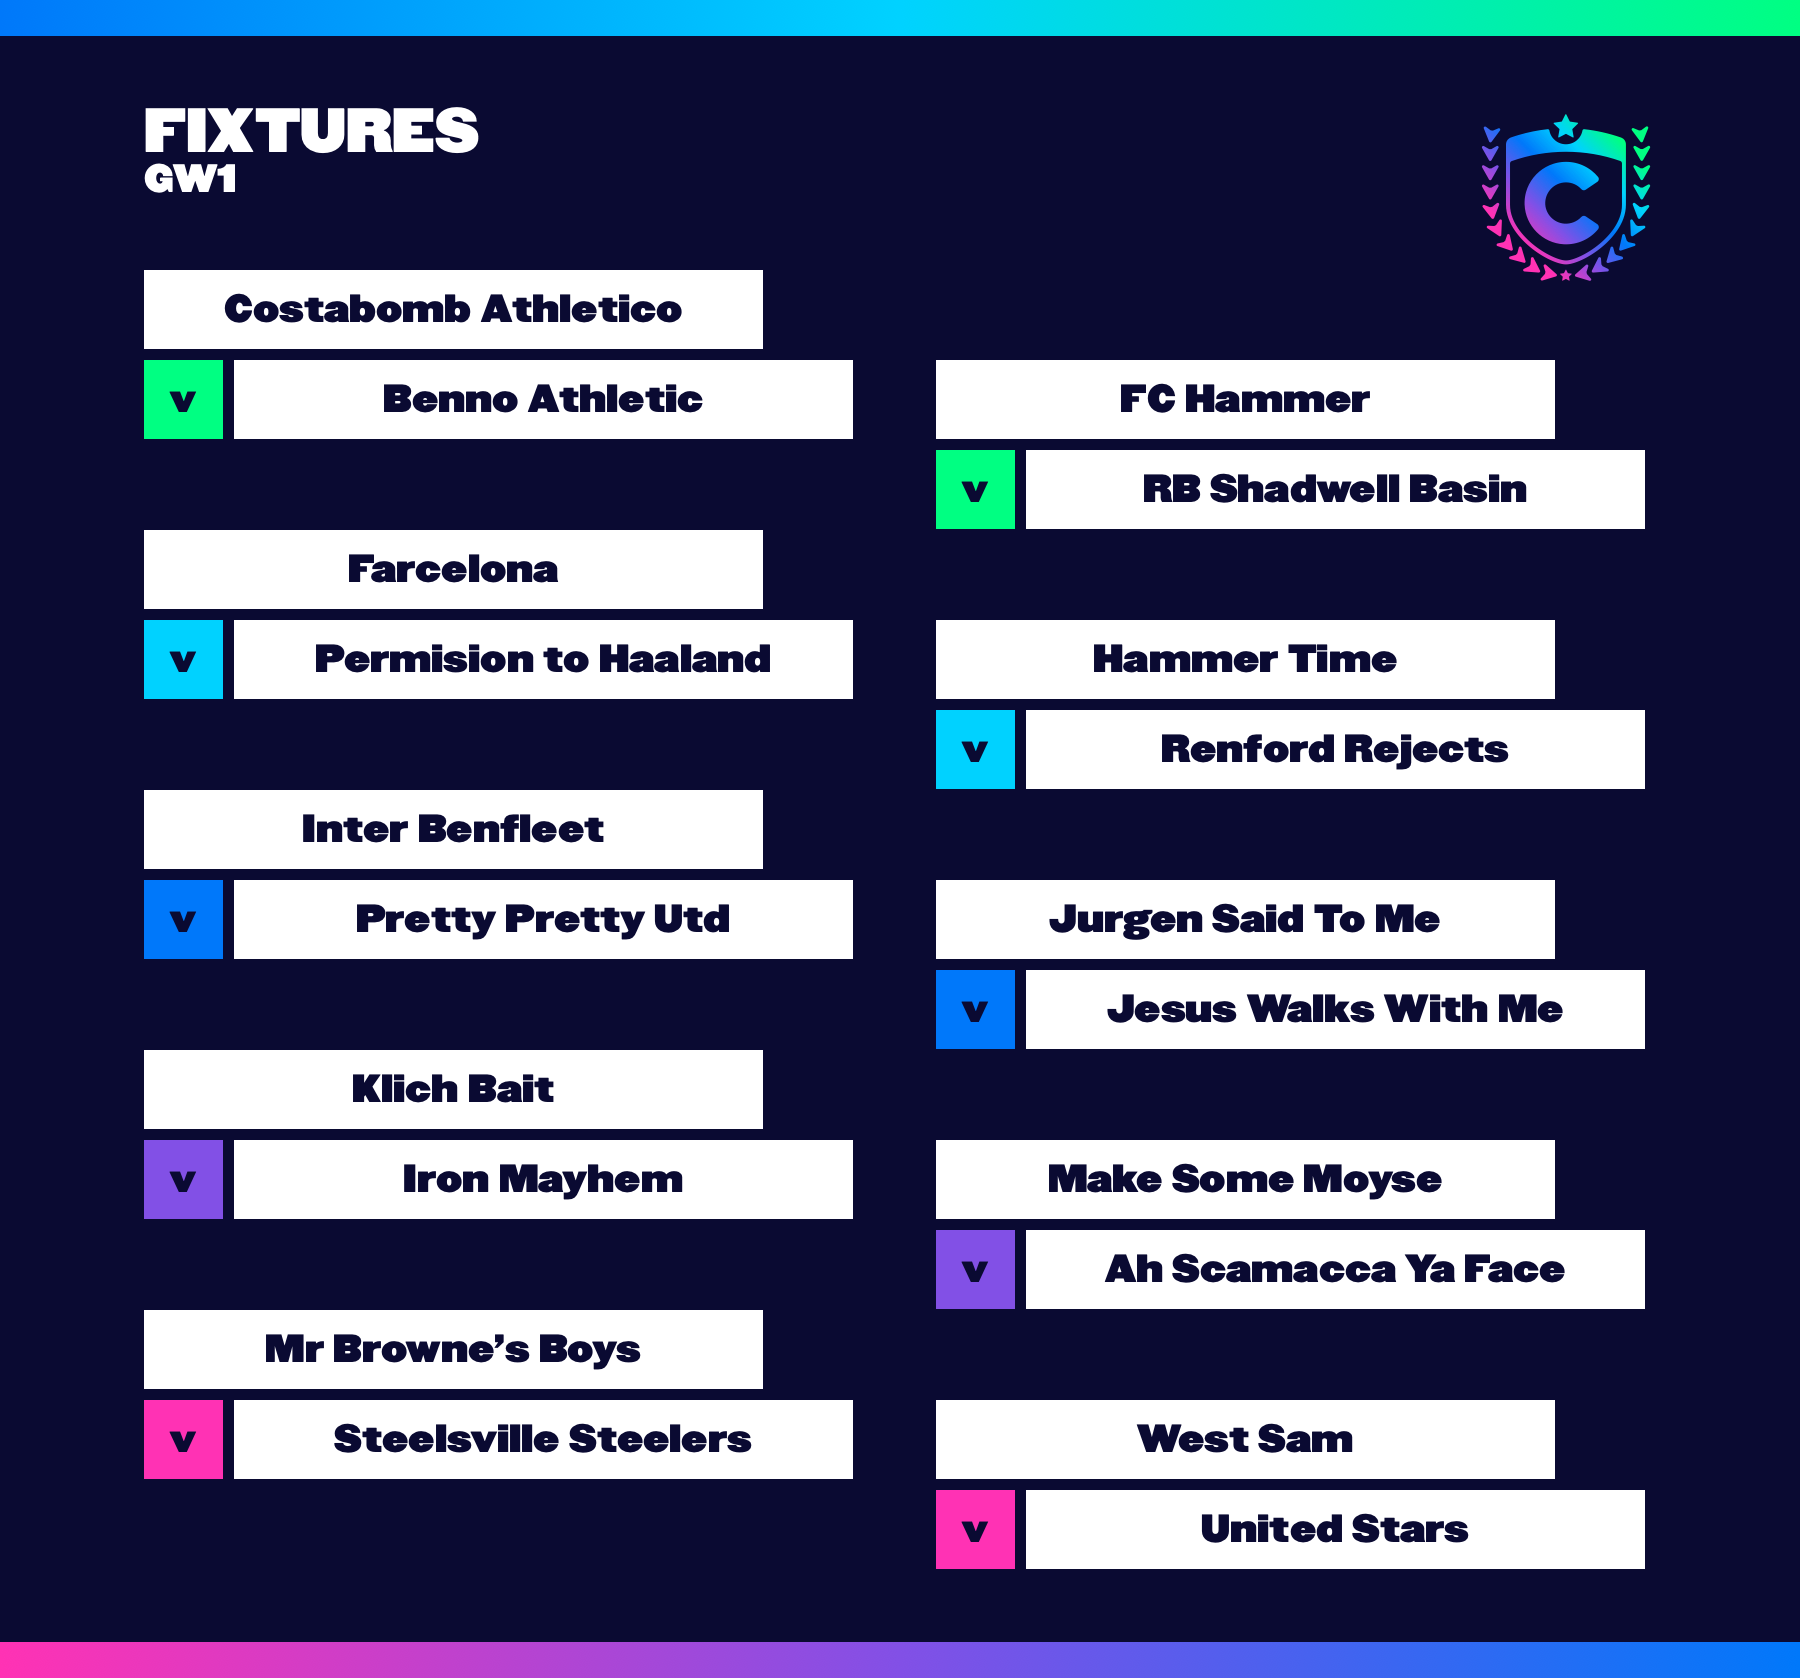 FIXTURES
GW1
C
Costabomb Athletico
v
Benno Athletic
Farcelona
v
Permision to Haaland
Inter Benfleet
v
Pretty Pretty Utd
Klich Bait
v
Iron Mayhem
Mr Browne’s Boys
v
Steelsville Steelers
FC Hammer
v
RB Shadwell Basin
Hammer Time
v
Renford Rejects
Jurgen Said To Me
v
Jesus Walks With Me
Make Some Moyse
v
Ah Scamacca Ya Face
West Sam
v
United Stars